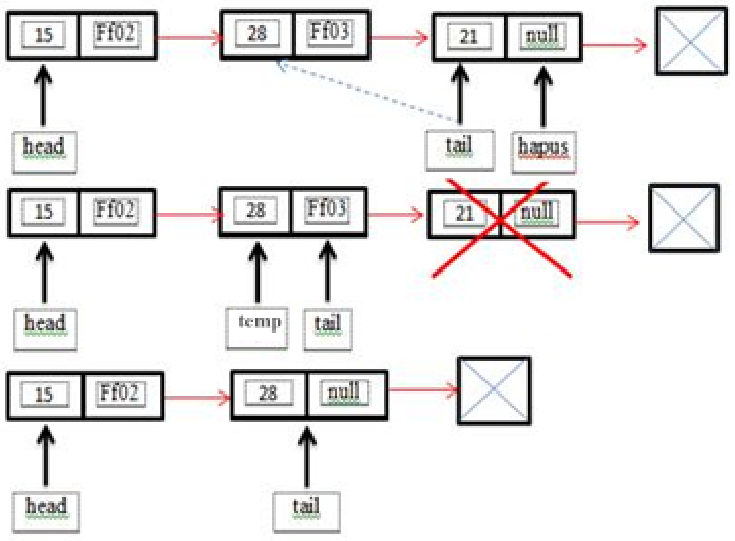 15 Ff02 28 Ff03 21 null
head tail hapus
15 Ff02 28 Ff03 21 null
head temp tail
15 Ff02 28 null
head tail